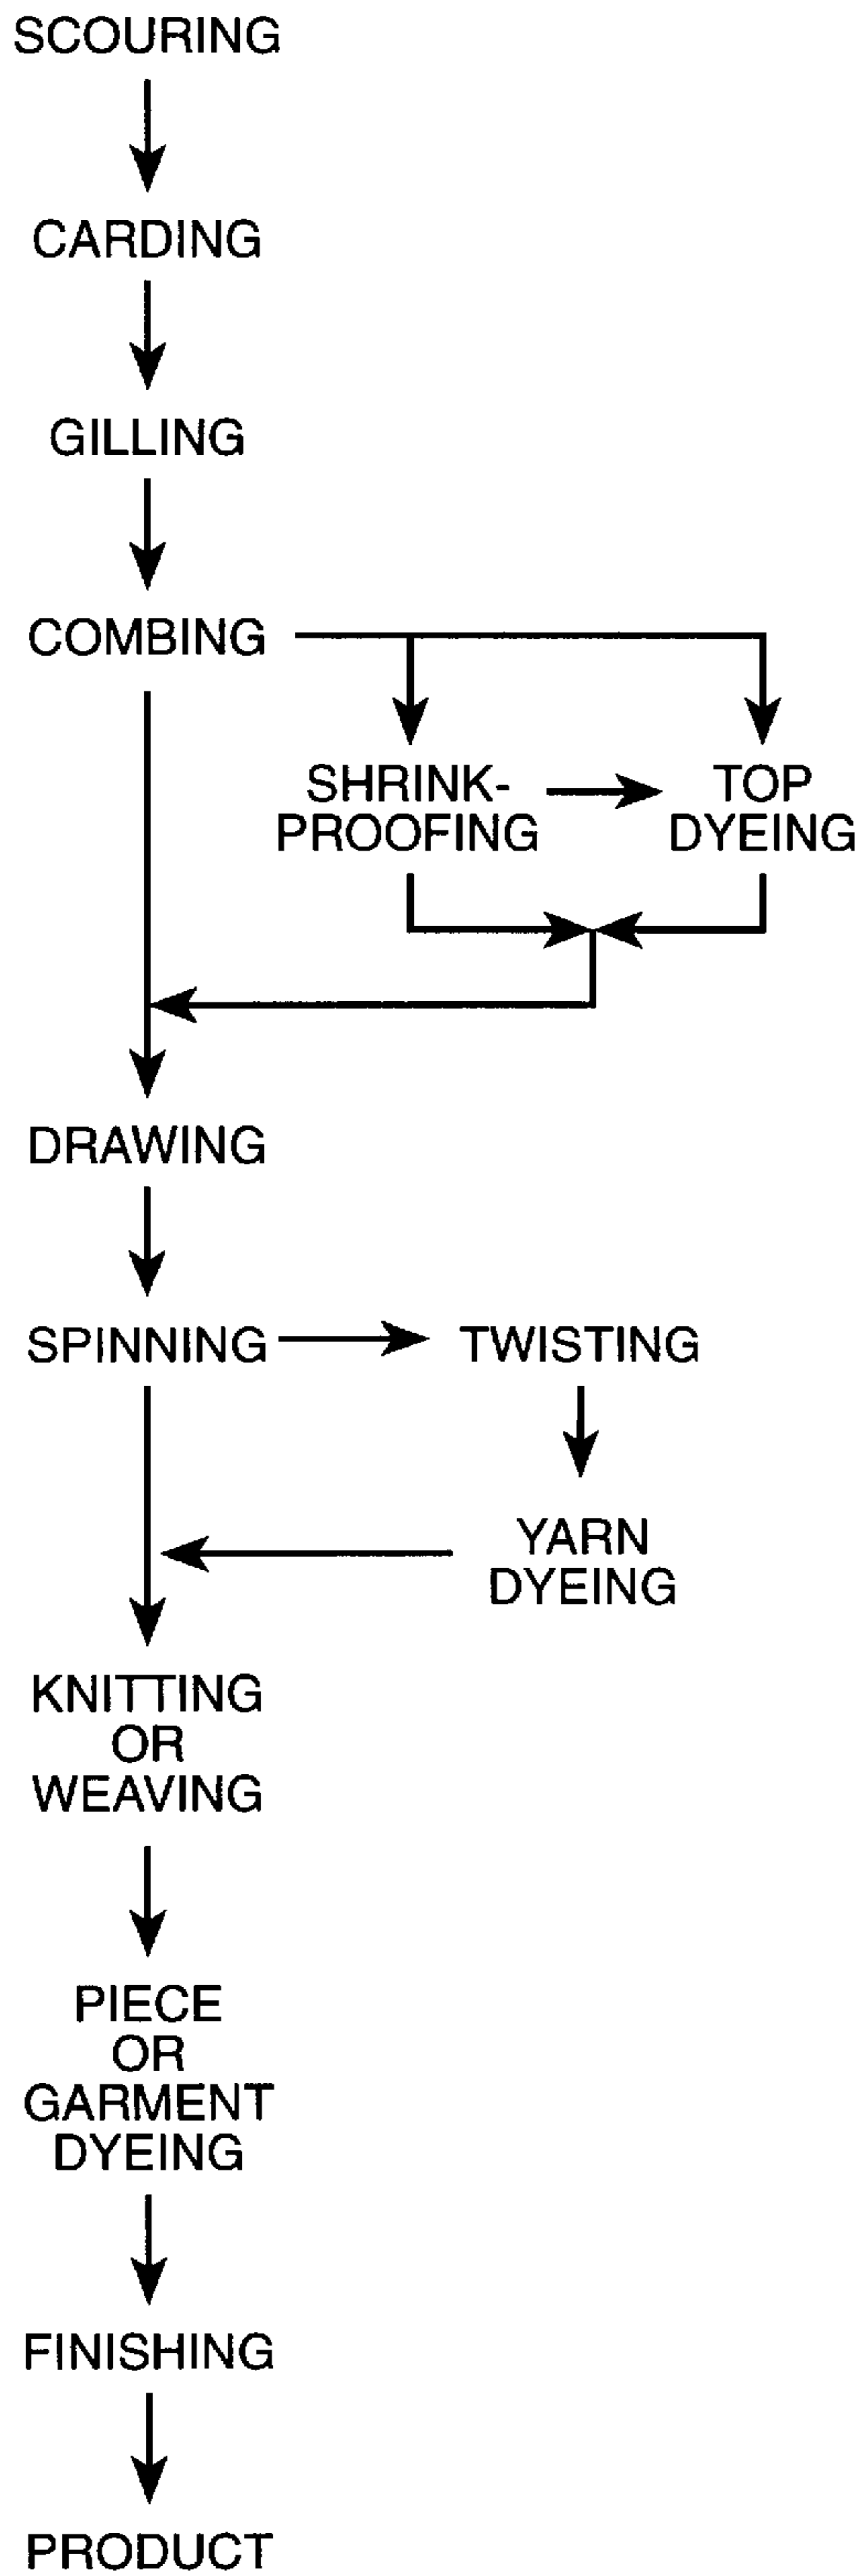 SCOURING
CARDING
GILLING
COMBING
SHRINK-
PROOFING
TOP
DYEING
DRAWING
SPINNING
TWISTING
YARN
DYEING
KNITTING
OR
WEAVING
PIECE
OR
GARMENT
DYEING
FINISHING
PRODUCT